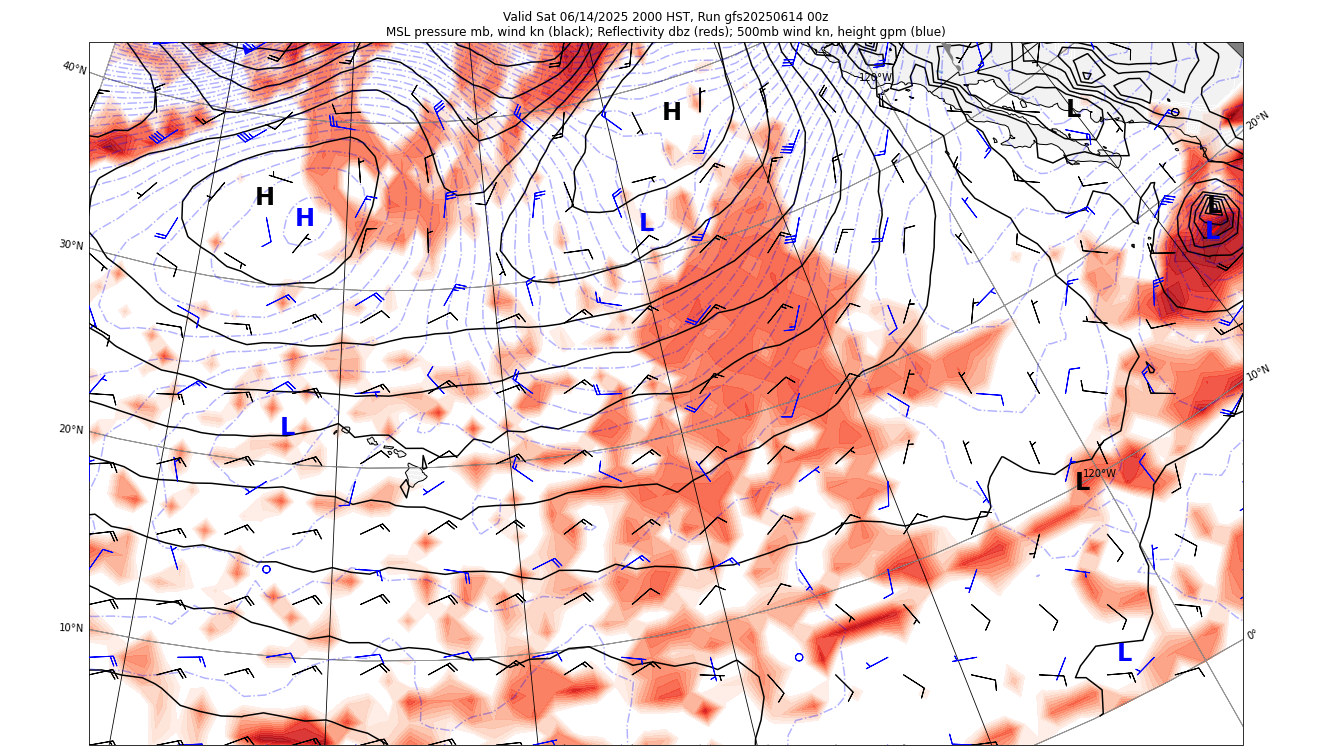 Valid Sat 06/14/2025 2000 HST, Run gfs20250614 00z
MSL pressure mb, wind kn (black); Reflectivity dbz (reds); 500mb wind kn, height gpm (blue)
40°N
120°W
H
L
20°N
H
H
L
L
L
30°N
10°N
20°N
L
L
120°W
10°N
0°
L